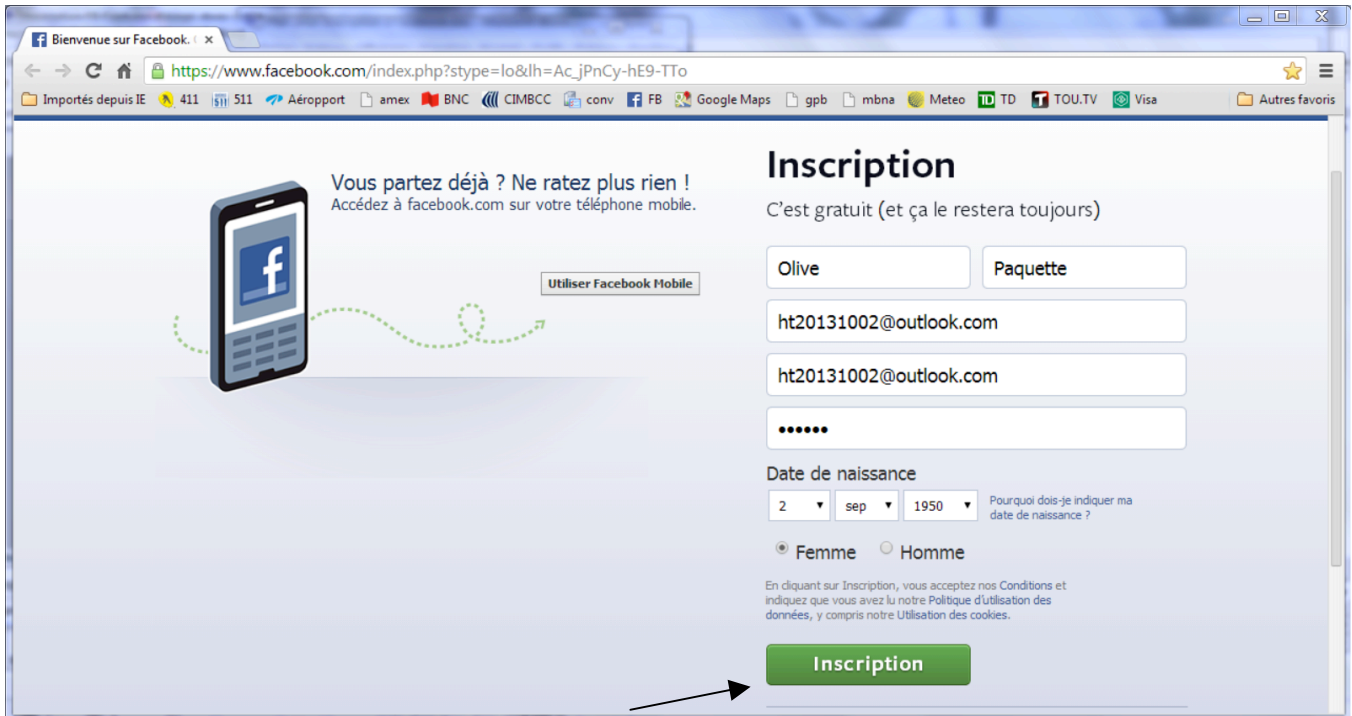 Bienvenue sur Facebook.
https://www.facebook.com/index.php?stype=lo&lh=Ac_jPnCy-hE9-TTo
Importés depuis IE 411 511 Aéropport amex BNC CIMBCC conv FB Google Maps gpb mbna Meteo TD TOU.TV Visa Autres favoris
Vous partez déjà ? Ne ratez plus rien !
Accédez à facebook.com sur votre téléphone mobile.
Utiliser Facebook Mobile
Inscription
C'est gratuit (et ça le restera toujours)
Olive Paquette
ht20131002@outlook.com
ht20131002@outlook.com
••••••
Date de naissance
2 sep 1950 Pourquoi dois-je indiquer ma
date de naissance ?
Femme Homme
En cliquant sur Inscription, vous acceptez nos Conditions et
indiquez que vous avez lu notre Politique d'utilisation des
données, y compris notre Utilisation des cookies.
Inscription